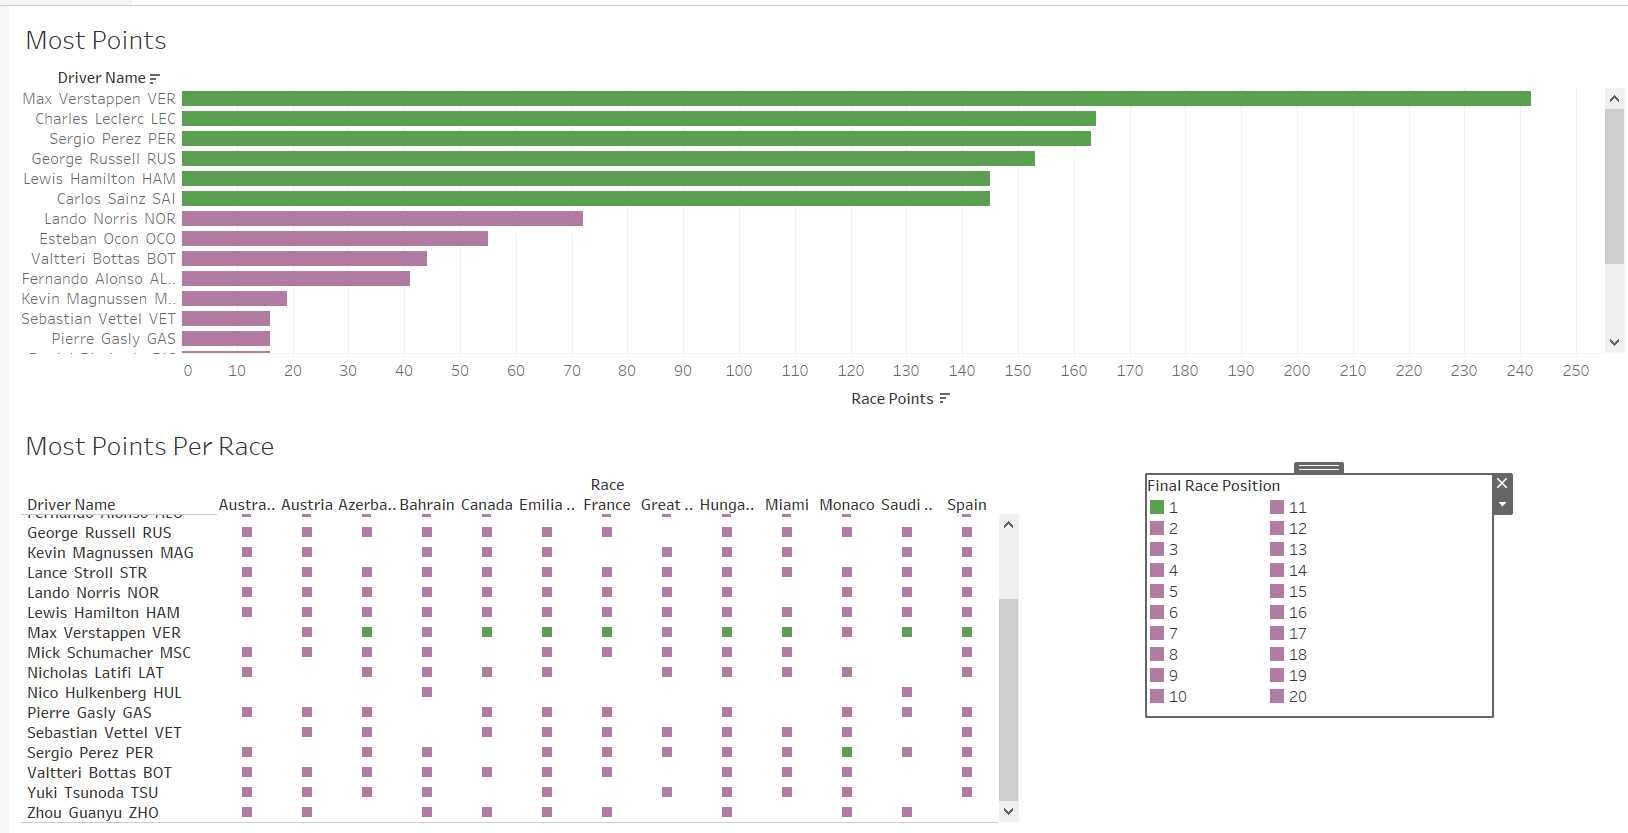 Most Points
Driver Name
Max Verstappen VER
Charles Leclerc LEC
Sergio Perez PER
George Russell RUS
Lewis Hamilton HAM
Carlos Sainz SAI
Lando Norris NOR
Esteban Ocon OCO
Valtteri Bottas BOT
Fernando Alonso AL..
Kevin Magnussen M..
Sebastian Vettel VET
Pierre Gasly GAS
0 10 20 30 40 50 60 70 80 90 100 110 120 130 140 150 160 170 180 190 200 210 220 230 240 250
Race Points
Most Points Per Race
Race
Driver Name Austra.. Austria Azerba.. Bahrain Canada Emilia .. France Great .. Hunga.. Miami Monaco Saudi .. Spain
Fernando Alonso ALO
George Russell RUS
Kevin Magnussen MAG
Lance Stroll STR
Lando Norris NOR
Lewis Hamilton HAM
Max Verstappen VER
Mick Schumacher MSC
Nicholas Latifi LAT
Nico Hulkenberg HUL
Pierre Gasly GAS
Sebastian Vettel VET
Sergio Perez PER
Valtteri Bottas BOT
Yuki Tsunoda TSU
Zhou Guanyu ZHO
Final Race Position
1 11
2 12
3 13
4 14
5 15
6 16
7 17
8 18
9 19
10 20